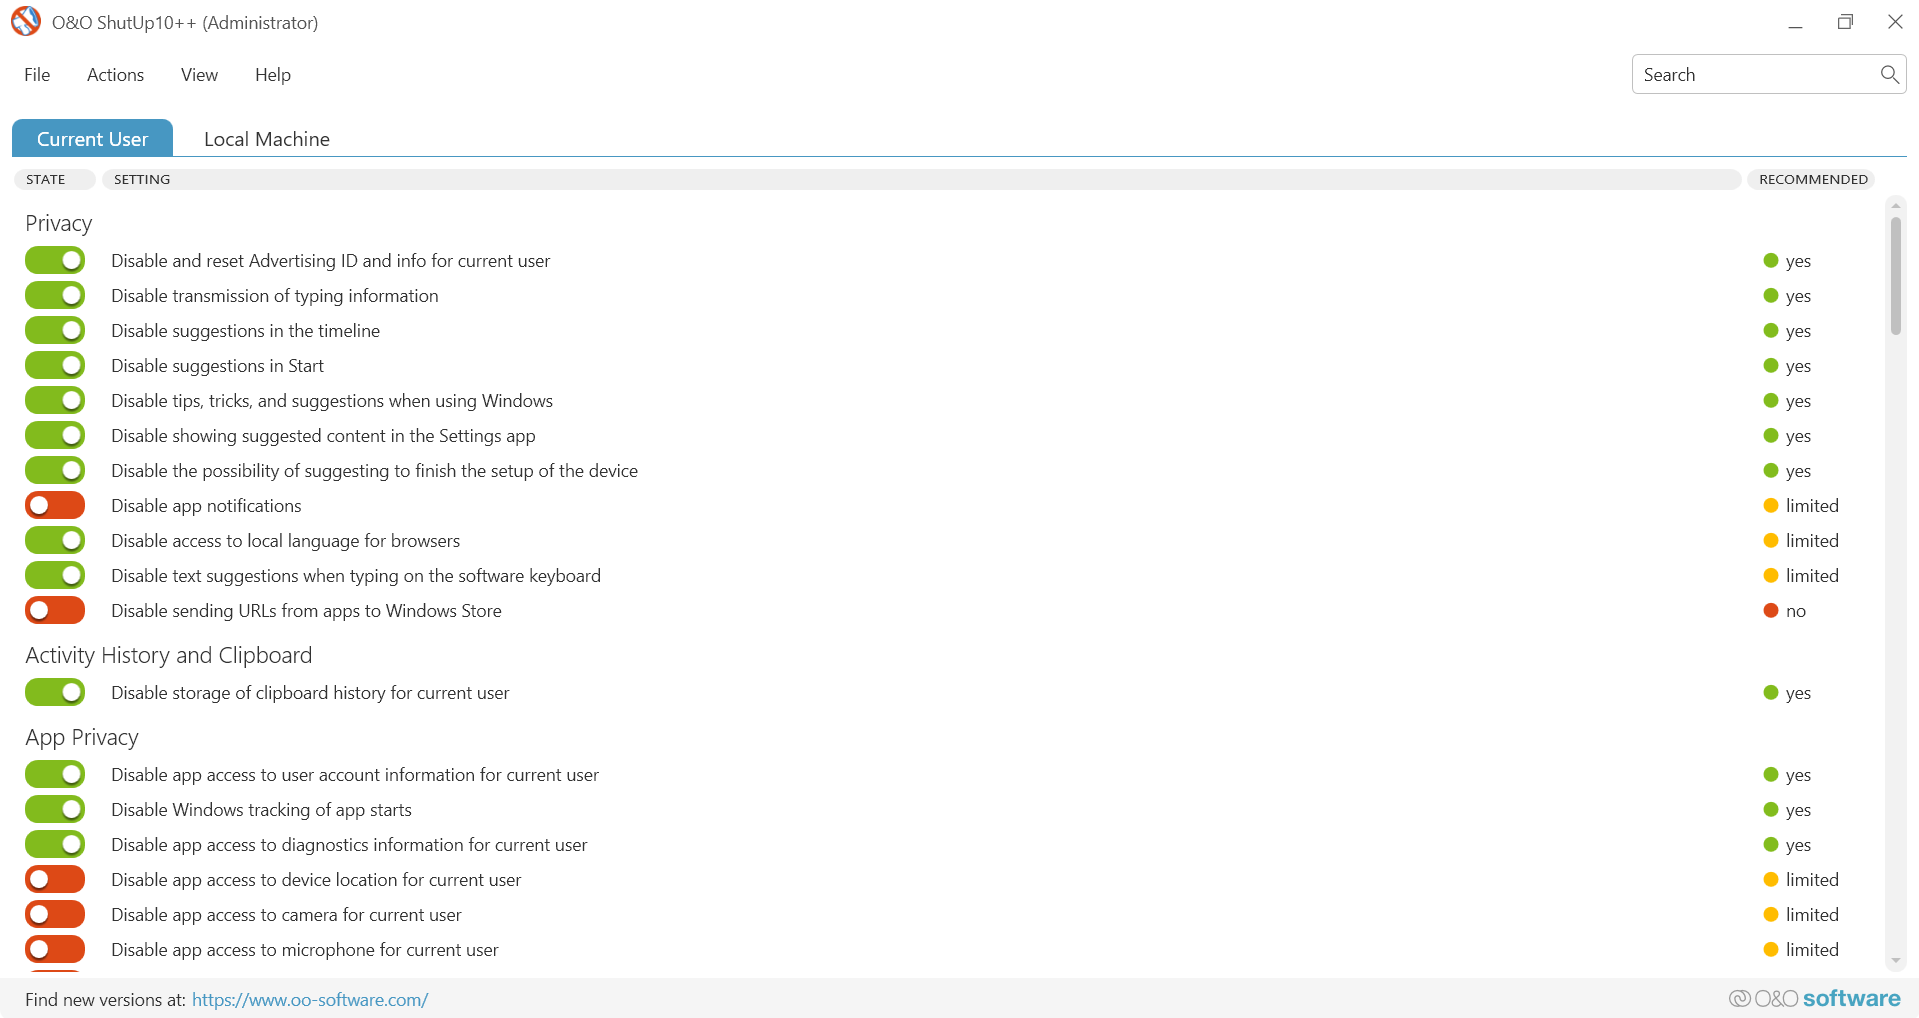 O&O ShutUp10++ (Administrator)
File Actions View Help Search
Current User Local Machine
STATE SETTING RECOMMENDED
Privacy
Disable and reset Advertising ID and info for current user yes
Disable transmission of typing information yes
Disable suggestions in the timeline yes
Disable suggestions in Start yes
Disable tips, tricks, and suggestions when using Windows yes
Disable showing suggested content in the Settings app yes
Disable the possibility of suggesting to finish the setup of the device yes
Disable app notifications limited
Disable access to local language for browsers limited
Disable text suggestions when typing on the software keyboard limited
Disable sending URLs from apps to Windows Store no
Activity History and Clipboard
Disable storage of clipboard history for current user yes
App Privacy
Disable app access to user account information for current user yes
Disable Windows tracking of app starts yes
Disable app access to diagnostics information for current user yes
Disable app access to device location for current user limited
Disable app access to camera for current user limited
Disable app access to microphone for current user limited
Find new versions at: https://www.oo-software.com/ O&O software